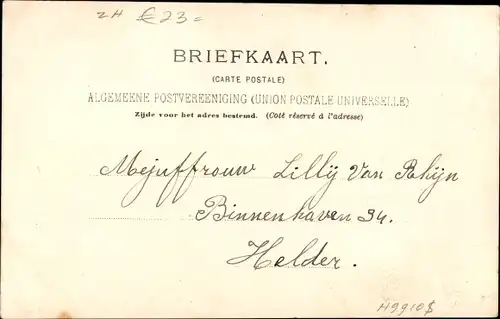 ZH €23=
BRIEFKAART.
(CARTE POSTALE)
ALGEMEENE POSTVEREENIGING (UNION POSTALE UNIVERSELLE)
Zijde voor het adres bestemd. (Coté réservé à l'adresse)
Mejuffrouw Lillÿ Van Rhijn
Binnenhaven 34.
Helder.
H9910$